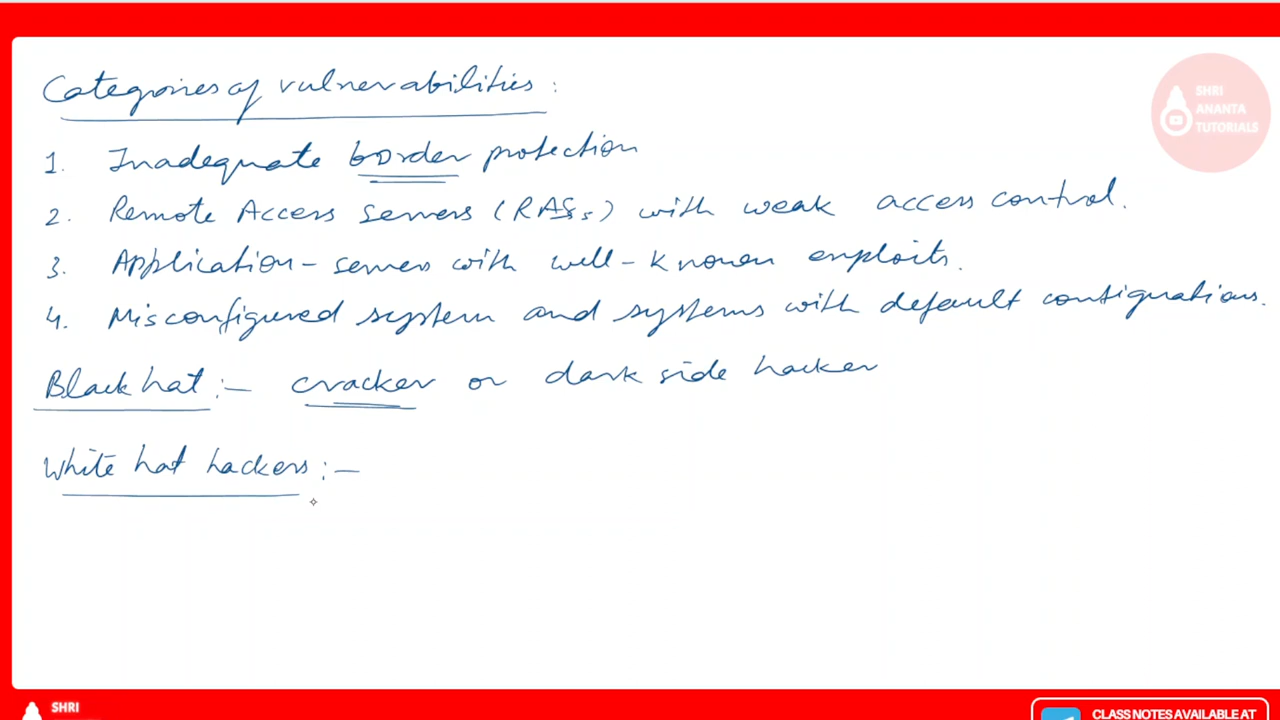 Categories of vulnerabilities :
1. Inadequate border protection
2. Remote Access servers (RASs) with weak access control.
3. Application - servers with well-known exploits.
4. Misconfigured system and systems with default configurations.
Black hat :- cracker or dark side hacker
White hat hackers :-
SHRI
ANANTA
TUTORIALS
SHRI
CLASS NOTES AVAILABLE AT